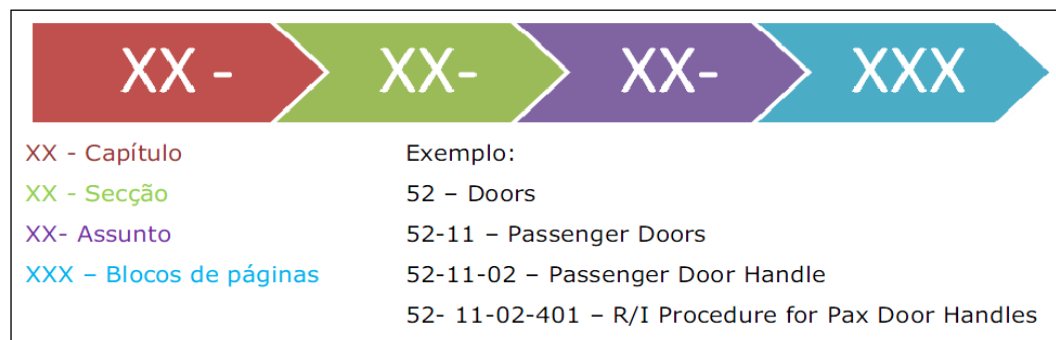 XX - XX- XX- XXX
XX - Capítulo
XX - Secção
XX- Assunto
XXX – Blocos de páginas
Exemplo:
52 – Doors
52-11 – Passenger Doors
52-11-02 – Passenger Door Handle
52- 11-02-401 – R/I Procedure for Pax Door Handles